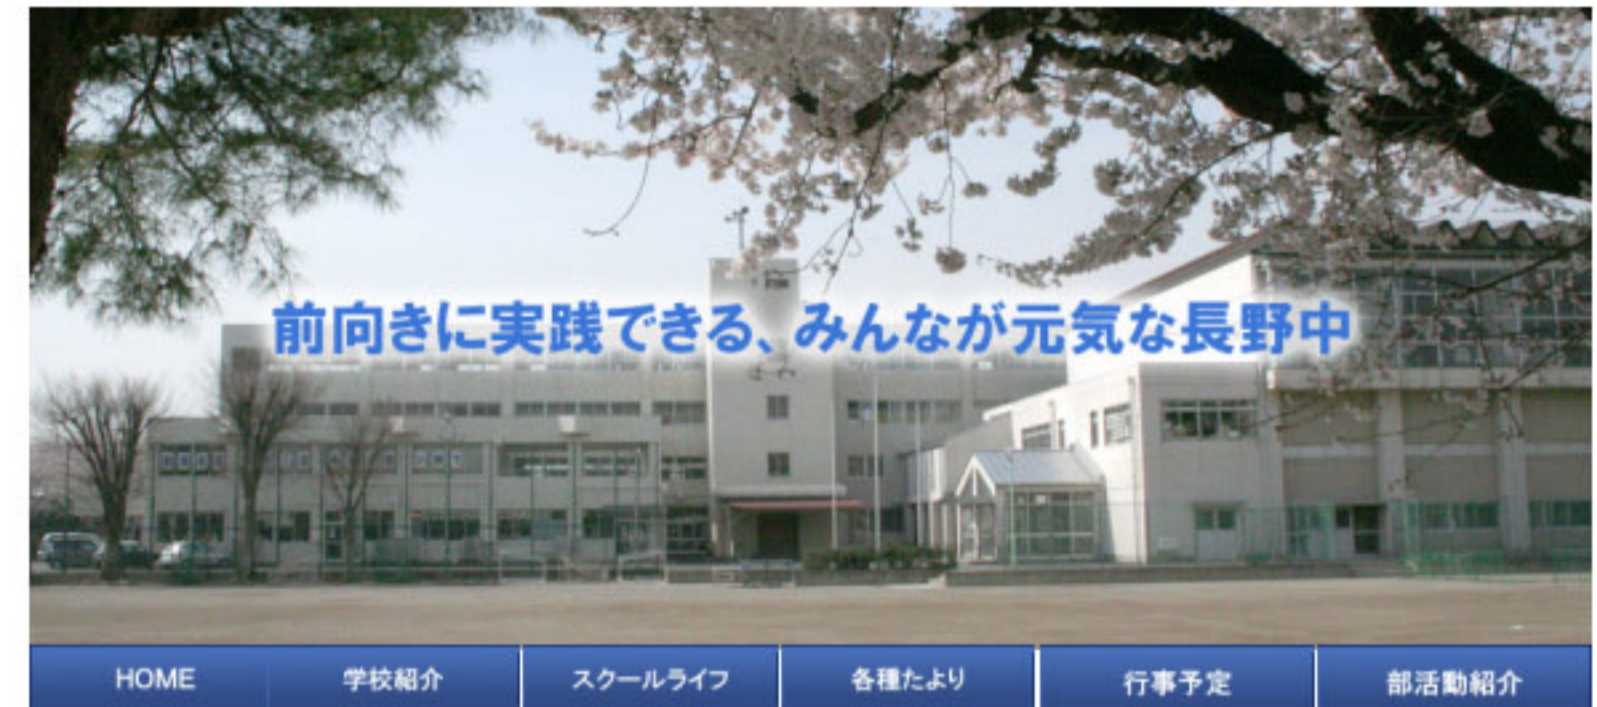 前向きに実践できる、みんなが元気な長野中
HOME
学校紹介
スクールライフ
各種たより
行事予定
部活動紹介